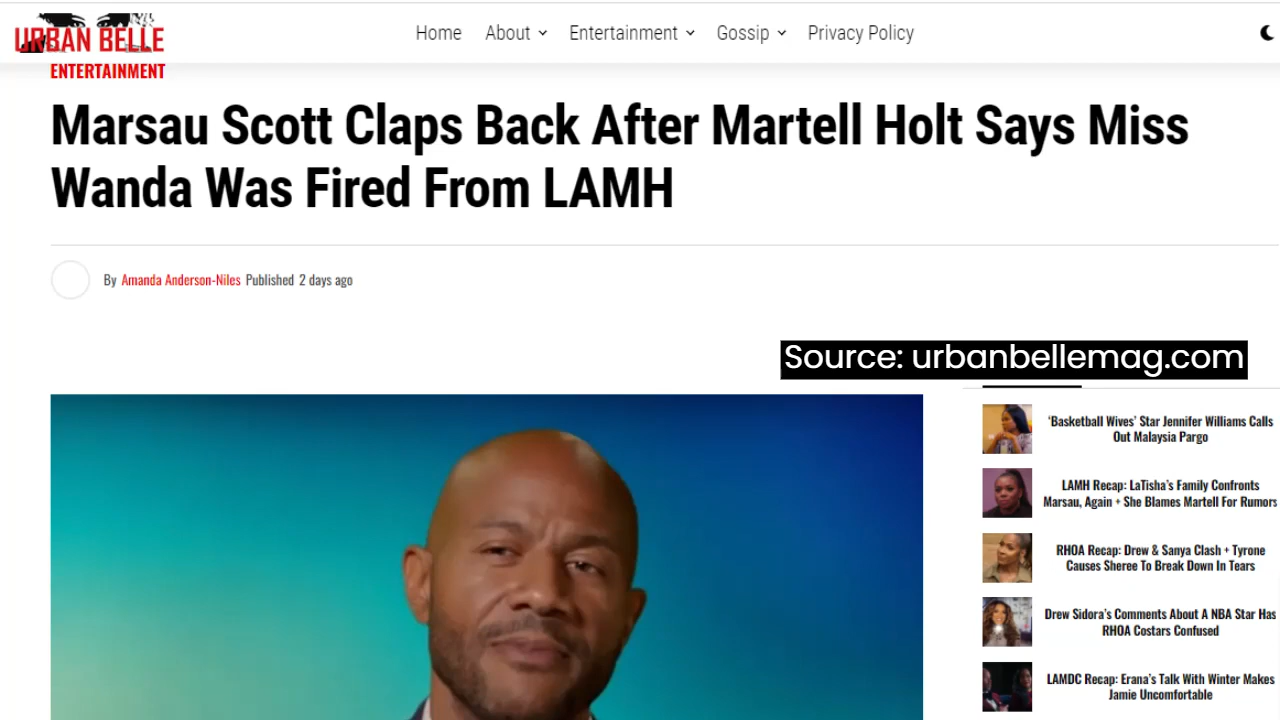 URBAN BELLE
Home About Entertainment Gossip Privacy Policy
ENTERTAINMENT
Marsau Scott Claps Back After Martell Holt Says Miss
Wanda Was Fired From LAMH
By Amanda Anderson-Niles Published 2 days ago
Source: urbanbellemag.com
‘Basketball Wives’ Star Jennifer Williams Calls
Out Malaysia Pargo
LAMH Recap: LaTisha’s Family Confronts
Marsau, Again + She Blames Martell For Rumors
RHOA Recap: Drew & Sanya Clash + Tyrone
Causes Sheree To Break Down In Tears
Drew Sidora’s Comments About A NBA Star Has
RHOA Costars Confused
LAMDC Recap: Erana’s Talk With Winter Makes
Jamie Uncomfortable